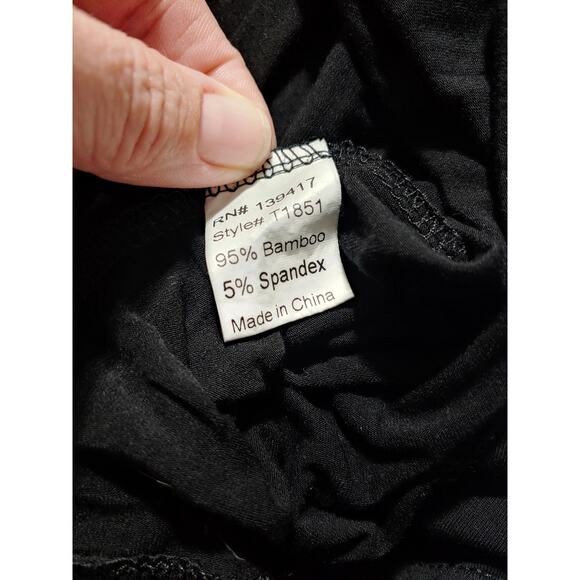 RN# 139417
Style# T1851
95% Bamboo
5% Spandex
Made in China